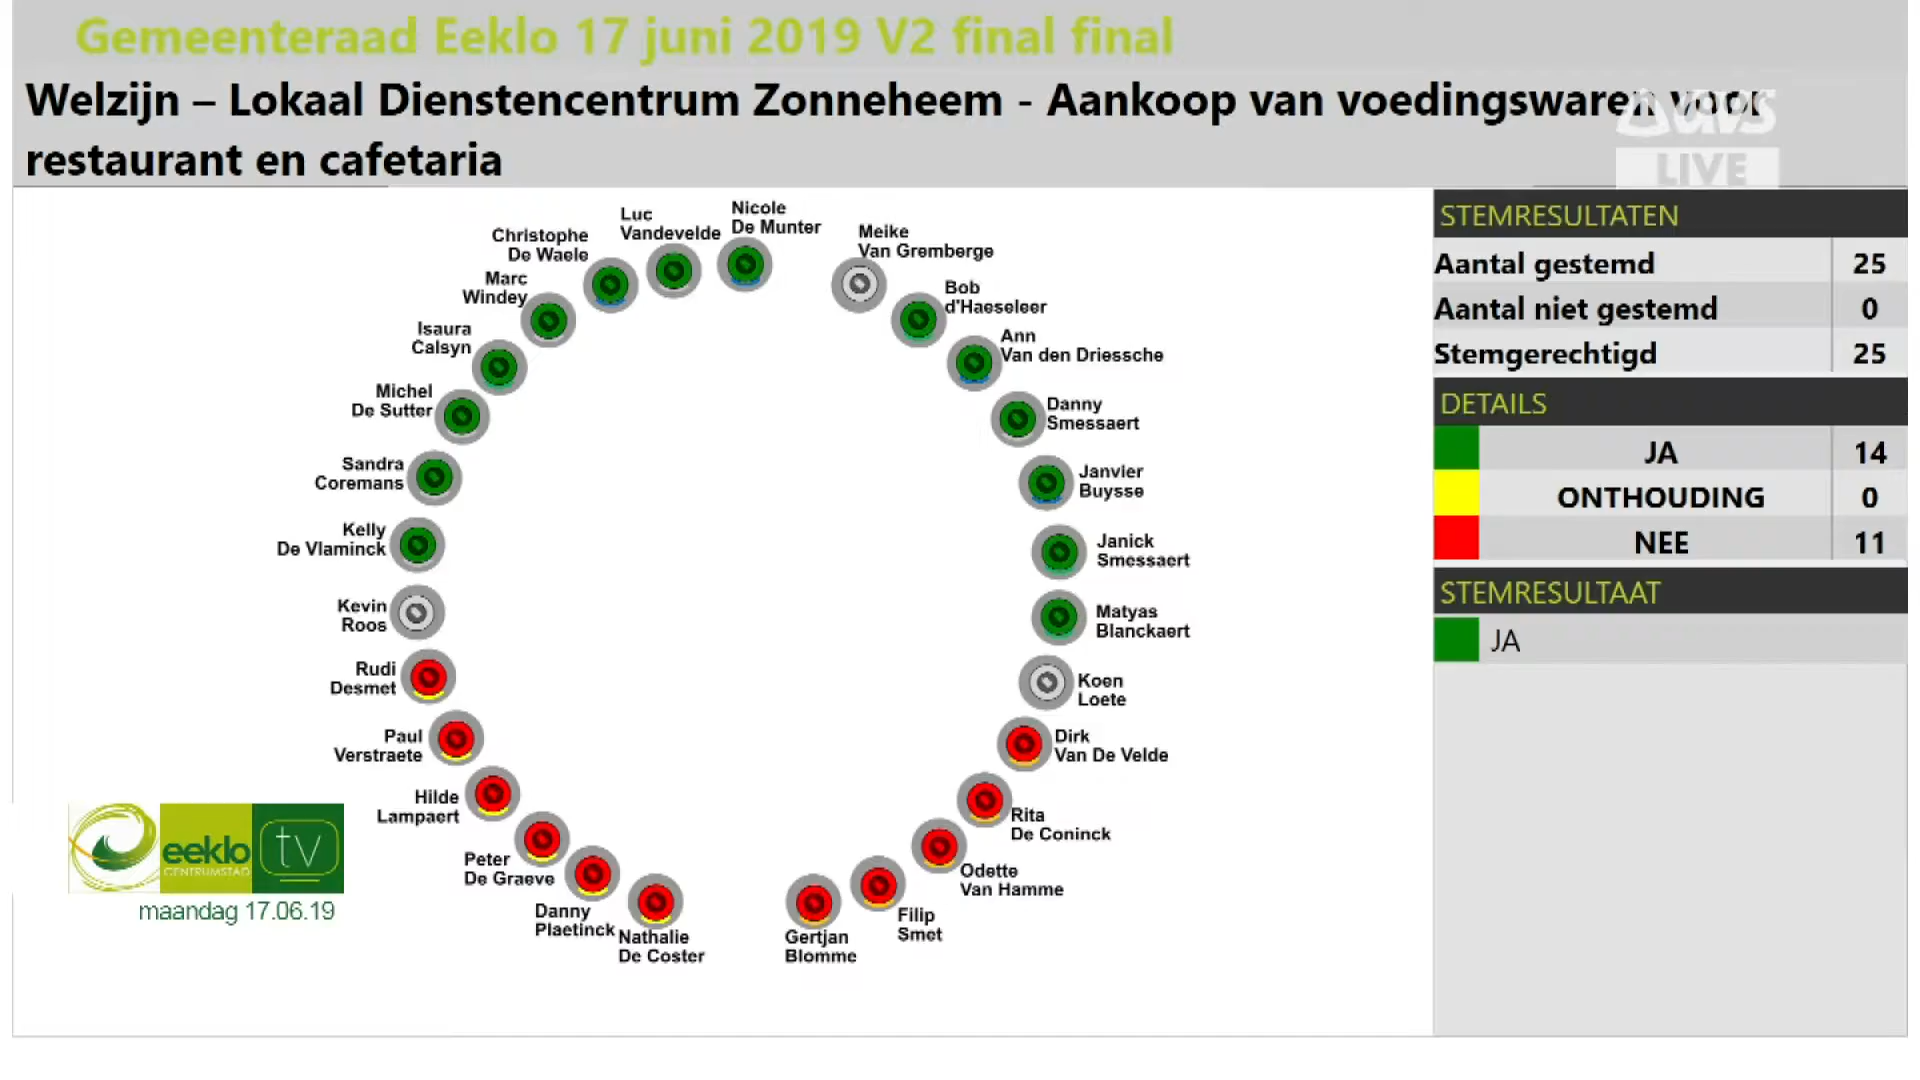 Gemeenteraad Eeklo 17 juni 2019 V2 final final
Welzijn – Lokaal Dienstencentrum Zonneheem - Aankoop van voedingswaren voor
restaurant en cafetaria
avs
LIVE
Nicole
De Munter
Luc
Vandevelde
Christophe
De Waele
Marc
Windey
Isaura
Calsyn
Michel
De Sutter
Sandra
Coremans
Kelly
De Vlaminck
Kevin
Roos
Rudi
Desmet
Paul
Verstraete
Hilde
Lampaert
Peter
De Graeve
Danny
Plaetinck
Nathalie
De Coster
Meike
Van Gremberge
Bob
d'Haeseleer
Ann
Van den Driessche
Danny
Smessaert
Janvier
Buysse
Janick
Smessaert
Matyas
Blanckaert
Koen
Loete
Dirk
Van De Velde
Rita
De Coninck
Odette
Van Hamme
Filip
Smet
Gertjan
Blomme
STEMRESULTATEN
Aantal gestemd 25
Aantal niet gestemd 0
Stemgerechtigd 25
DETAILS
JA 14
ONTHOUDING 0
NEE 11
STEMRESULTAAT
JA
eeklo tv
CENTRUMSTAD
maandag 17.06.19